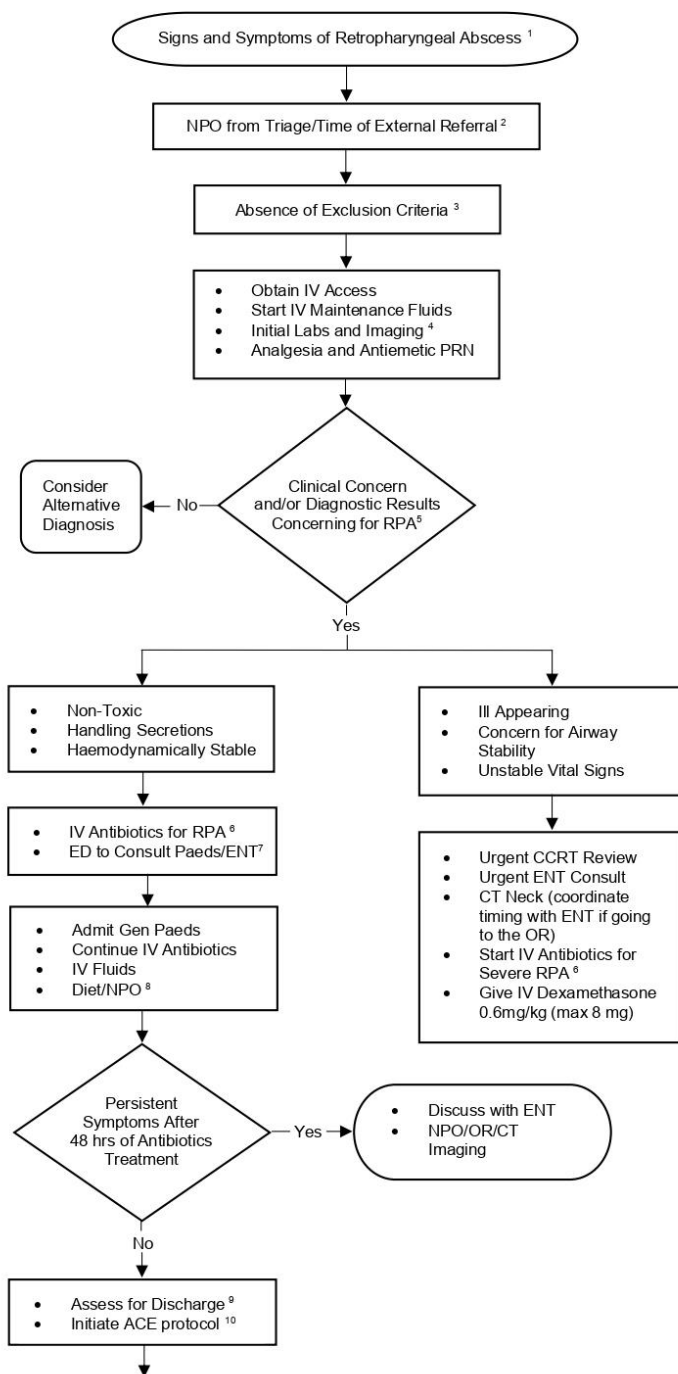 Signs and Symptoms of Retropharyngeal Abscess ¹
NPO from Triage/Time of External Referral ²
Absence of Exclusion Criteria ³
• Obtain IV Access
• Start IV Maintenance Fluids
• Initial Labs and Imaging ⁴
• Analgesia and Antiemetic PRN
Clinical Concern
and/or Diagnostic Results
Concerning for RPA⁵
No
Consider
Alternative
Diagnosis
Yes
• Non-Toxic
• Handling Secretions
• Haemodynamically Stable
• Ill Appearing
• Concern for Airway
Stability
• Unstable Vital Signs
• IV Antibiotics for RPA ⁶
• ED to Consult Paeds/ENT⁷
• Urgent CCRT Review
• Urgent ENT Consult
• CT Neck (coordinate
timing with ENT if going
to the OR)
• Start IV Antibiotics for
Severe RPA ⁶
• Give IV Dexamethasone
0.6mg/kg (max 8 mg)
• Admit Gen Paeds
• Continue IV Antibiotics
• IV Fluids
• Diet/NPO ⁸
Persistent
Symptoms After
48 hrs of Antibiotics
Treatment
Yes
• Discuss with ENT
• NPO/OR/CT
Imaging
No
• Assess for Discharge ⁹
• Initiate ACE protocol ¹⁰